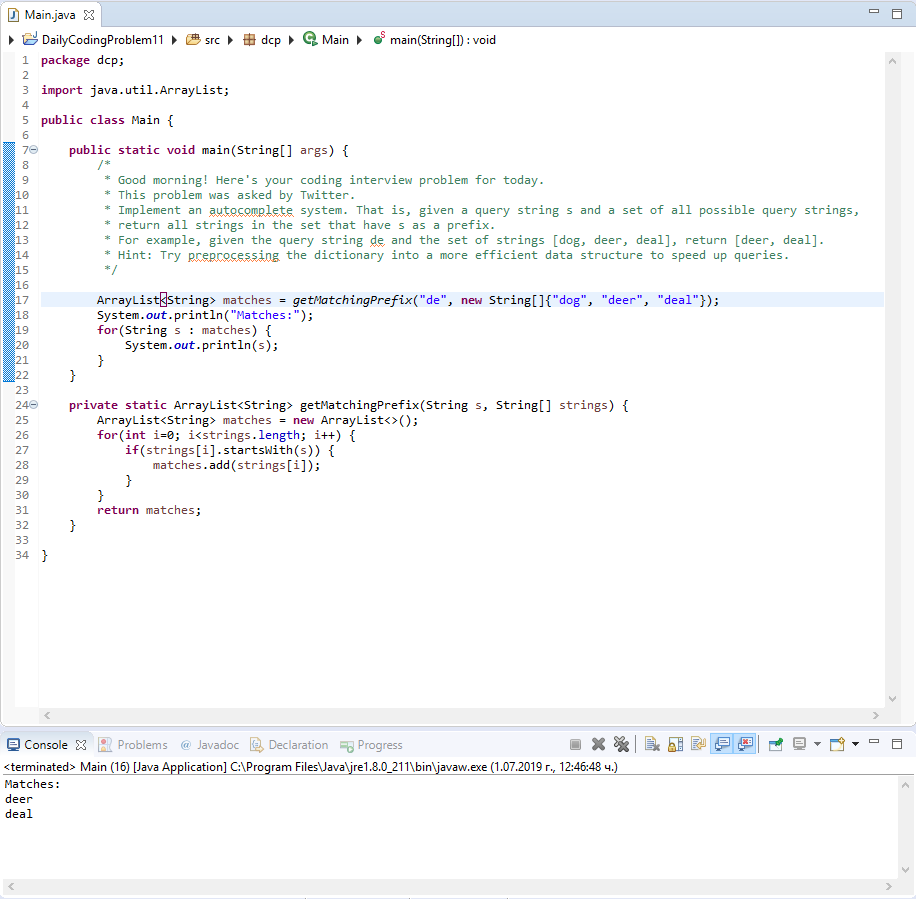 Main.java
DailyCodingProblem11 src dcp Main main(String[]) : void
1 package dcp;
2
3 import java.util.ArrayList;
4
5 public class Main {
6
7 public static void main(String[] args) {
8 /*
9 * Good morning! Here's your coding interview problem for today.
10 * This problem was asked by Twitter.
11 * Implement an autocomplete system. That is, given a query string s and a set of all possible query strings,
12 * return all strings in the set that have s as a prefix.
13 * For example, given the query string de and the set of strings [dog, deer, deal], return [deer, deal].
14 * Hint: Try preprocessing the dictionary into a more efficient data structure to speed up queries.
15 */
16
17 ArrayList<String> matches = getMatchingPrefix("de", new String[]{"dog", "deer", "deal"});
18 System.out.println("Matches:");
19 for(String s : matches) {
20 System.out.println(s);
21 }
22 }
23
24 private static ArrayList<String> getMatchingPrefix(String s, String[] strings) {
25 ArrayList<String> matches = new ArrayList<>();
26 for(int i=0; i<strings.length; i++) {
27 if(strings[i].startsWith(s)) {
28 matches.add(strings[i]);
29 }
30 }
31 return matches;
32 }
33
34 }
Console Problems @ Javadoc Declaration Progress
<terminated> Main (16) [Java Application] C:\Program Files\Java\jre1.8.0_211\bin\javaw.exe (1.07.2019 г., 12:46:48 ч.)
Matches:
deer
deal